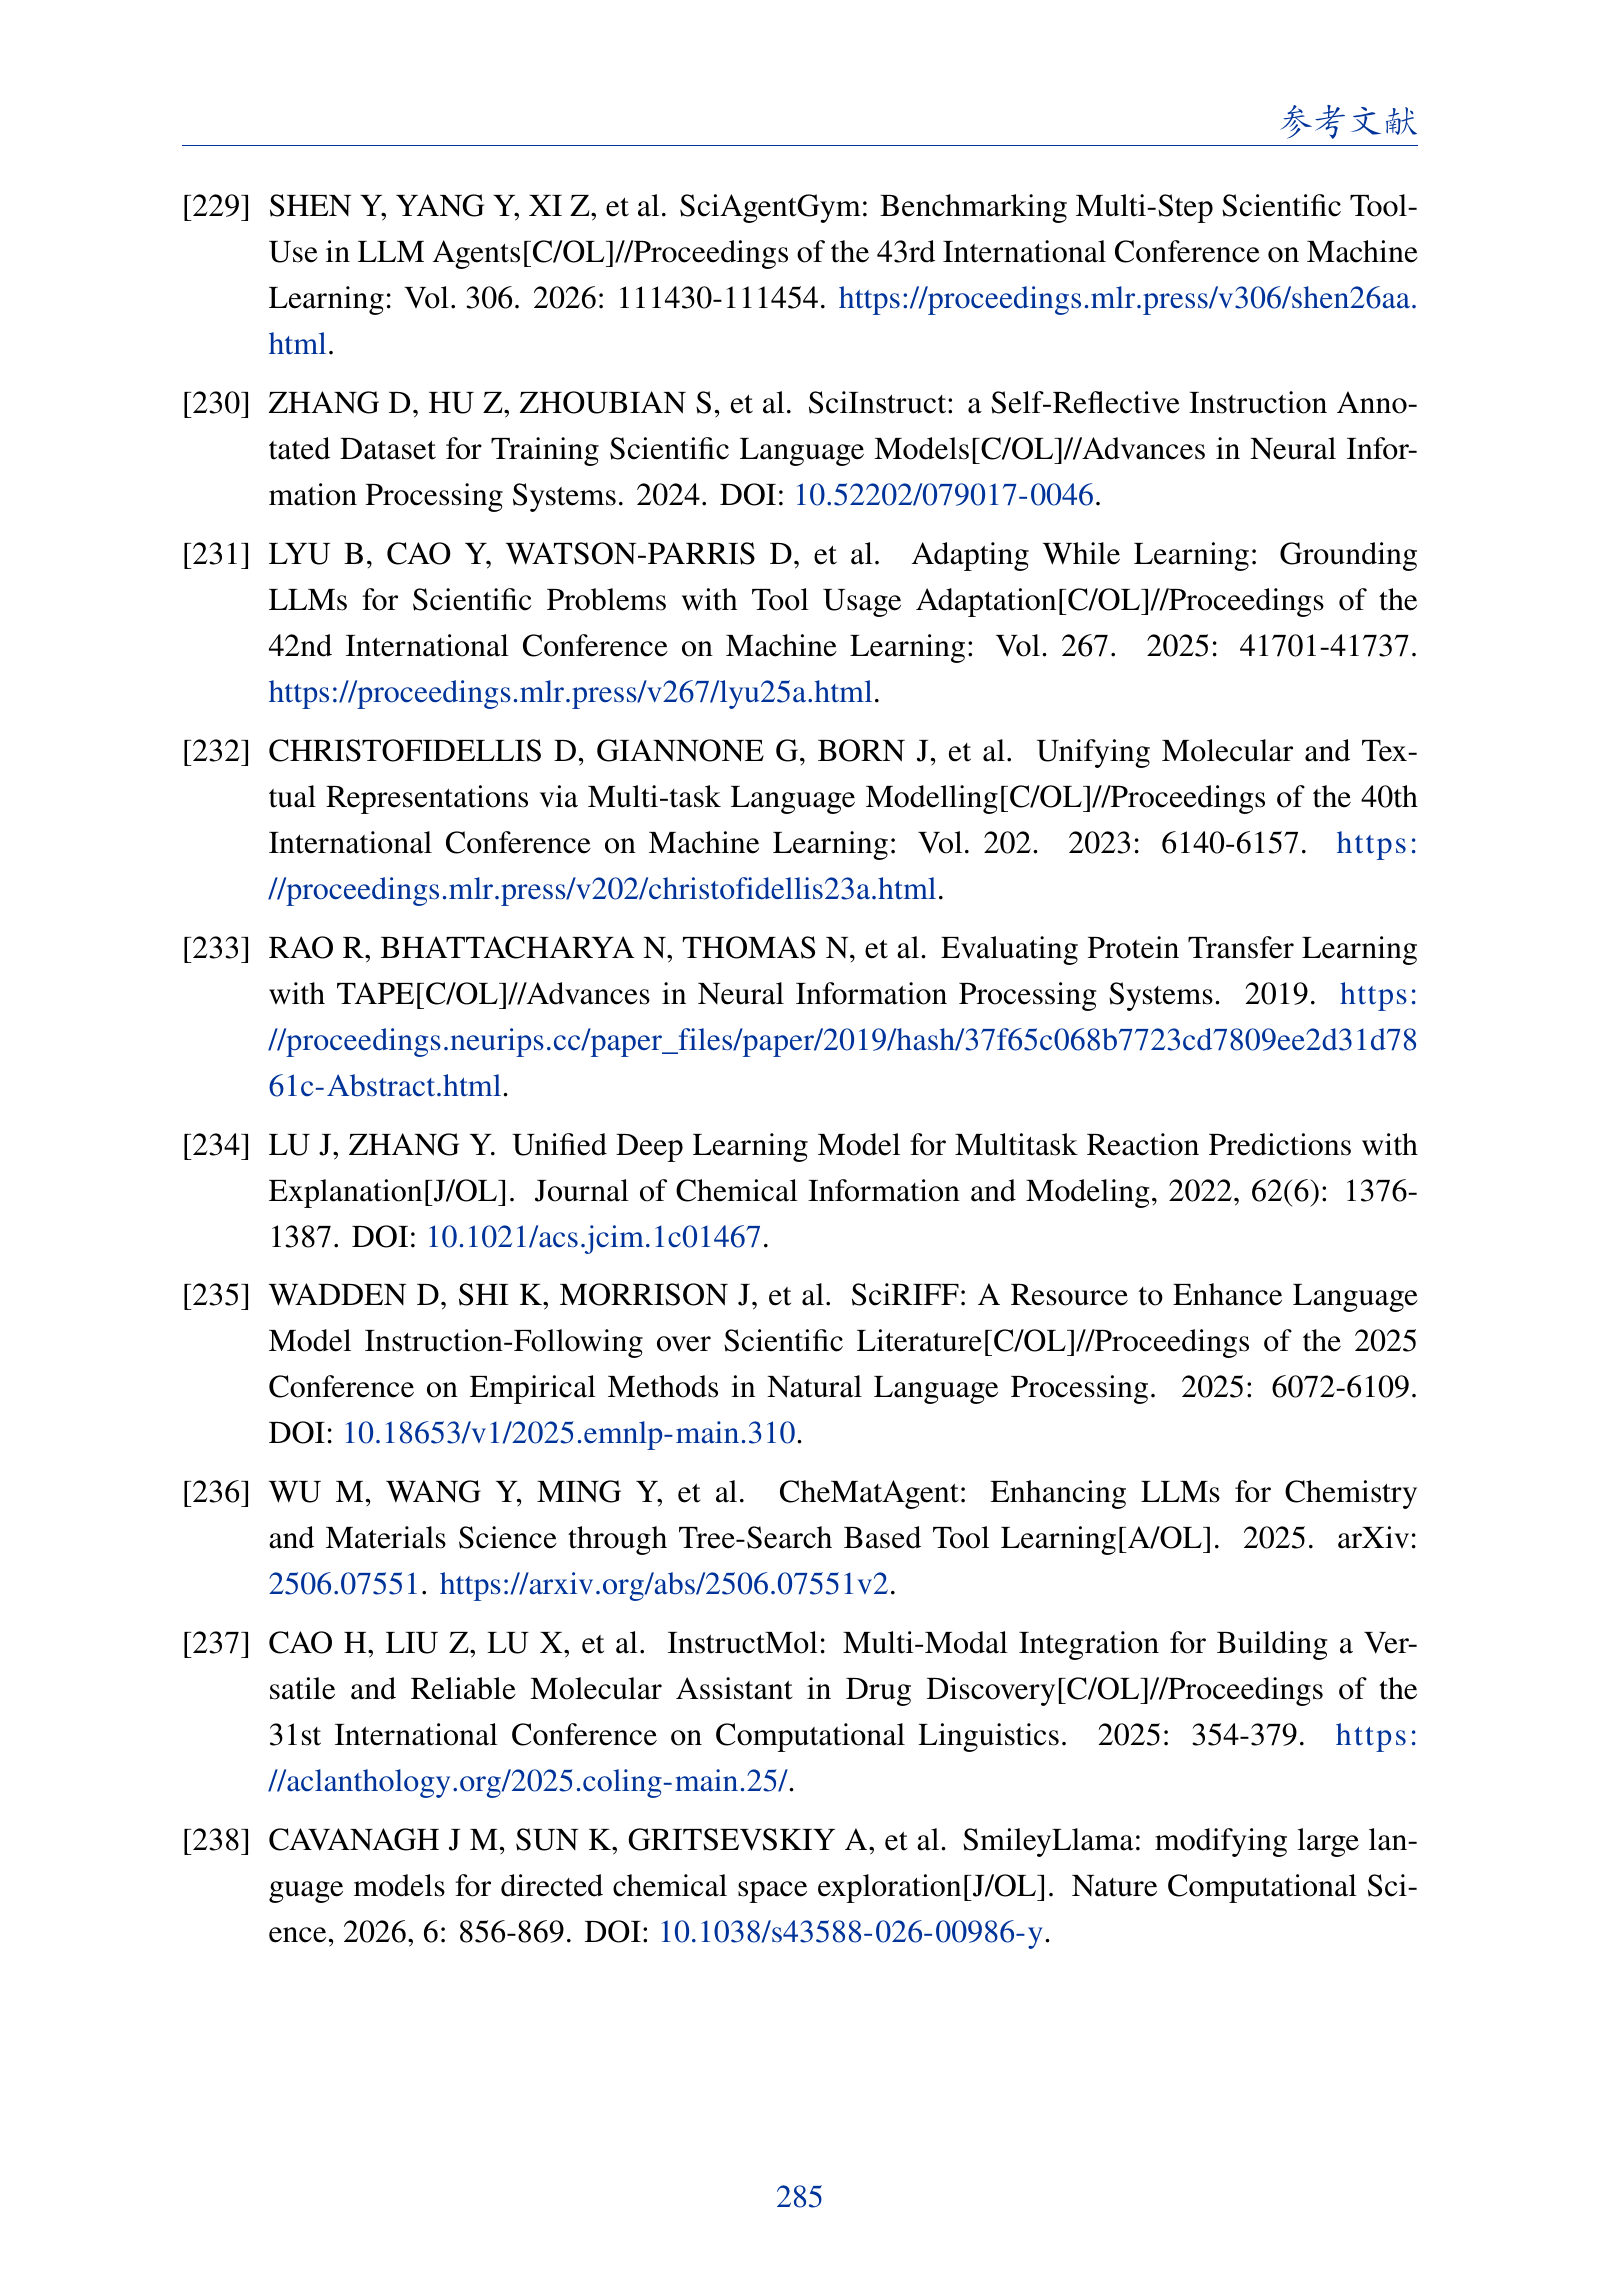 参考文献
[229] SHEN Y, YANG Y, XI Z, et al. SciAgentGym: Benchmarking Multi-Step Scientific Tool-
Use in LLM Agents[C/OL]//Proceedings of the 43rd International Conference on Machine
Learning: Vol. 306. 2026: 111430-111454. https://proceedings.mlr.press/v306/shen26aa.
html.
[230] ZHANG D, HU Z, ZHOUBIAN S, et al. SciInstruct: a Self-Reflective Instruction Anno-
tated Dataset for Training Scientific Language Models[C/OL]//Advances in Neural Infor-
mation Processing Systems. 2024. DOI: 10.52202/079017-0046.
[231] LYU B, CAO Y, WATSON-PARRIS D, et al. Adapting While Learning: Grounding
LLMs for Scientific Problems with Tool Usage Adaptation[C/OL]//Proceedings of the
42nd International Conference on Machine Learning: Vol. 267. 2025: 41701-41737.
https://proceedings.mlr.press/v267/lyu25a.html.
[232] CHRISTOFIDELLIS D, GIANNONE G, BORN J, et al. Unifying Molecular and Tex-
tual Representations via Multi-task Language Modelling[C/OL]//Proceedings of the 40th
International Conference on Machine Learning: Vol. 202. 2023: 6140-6157. https:
//proceedings.mlr.press/v202/christofidellis23a.html.
[233] RAO R, BHATTACHARYA N, THOMAS N, et al. Evaluating Protein Transfer Learning
with TAPE[C/OL]//Advances in Neural Information Processing Systems. 2019. https:
//proceedings.neurips.cc/paper_files/paper/2019/hash/37f65c068b7723cd7809ee2d31d78
61c-Abstract.html.
[234] LU J, ZHANG Y. Unified Deep Learning Model for Multitask Reaction Predictions with
Explanation[J/OL]. Journal of Chemical Information and Modeling, 2022, 62(6): 1376-
1387. DOI: 10.1021/acs.jcim.1c01467.
[235] WADDEN D, SHI K, MORRISON J, et al. SciRIFF: A Resource to Enhance Language
Model Instruction-Following over Scientific Literature[C/OL]//Proceedings of the 2025
Conference on Empirical Methods in Natural Language Processing. 2025: 6072-6109.
DOI: 10.18653/v1/2025.emnlp-main.310.
[236] WU M, WANG Y, MING Y, et al. CheMatAgent: Enhancing LLMs for Chemistry
and Materials Science through Tree-Search Based Tool Learning[A/OL]. 2025. arXiv:
2506.07551. https://arxiv.org/abs/2506.07551v2.
[237] CAO H, LIU Z, LU X, et al. InstructMol: Multi-Modal Integration for Building a Ver-
satile and Reliable Molecular Assistant in Drug Discovery[C/OL]//Proceedings of the
31st International Conference on Computational Linguistics. 2025: 354-379. https:
//aclanthology.org/2025.coling-main.25/.
[238] CAVANAGH J M, SUN K, GRITSEVSKIY A, et al. SmileyLlama: modifying large lan-
guage models for directed chemical space exploration[J/OL]. Nature Computational Sci-
ence, 2026, 6: 856-869. DOI: 10.1038/s43588-026-00986-y.
285